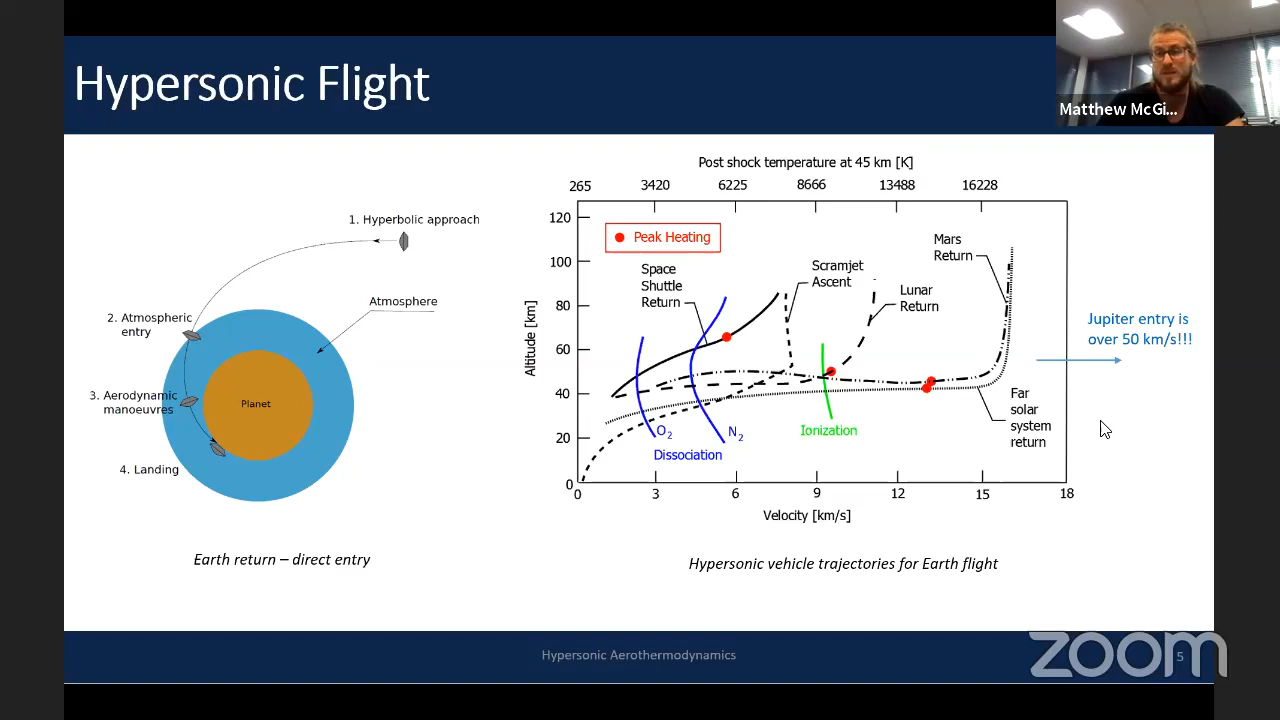 Hypersonic Flight
Matthew McGi...
1. Hyperbolic approach
Atmosphere
2. Atmospheric
entry
3. Aerodynamic
manoeuvres
Planet
4. Landing
Earth return – direct entry
Post shock temperature at 45 km [K]
265 3420 6225 8666 13488 16228
120
100
80
60
40
20
0
Altitude [km]
Peak Heating
Space
Shuttle
Return
Scramjet
Ascent
Lunar
Return
Mars
Return
Far
solar
system
return
O2
N2
Dissociation
Ionization
0 3 6 9 12 15 18
Velocity [km/s]
Hypersonic vehicle trajectories for Earth flight
Jupiter entry is
over 50 km/s!!!
Hypersonic Aerothermodynamics
zoom
5